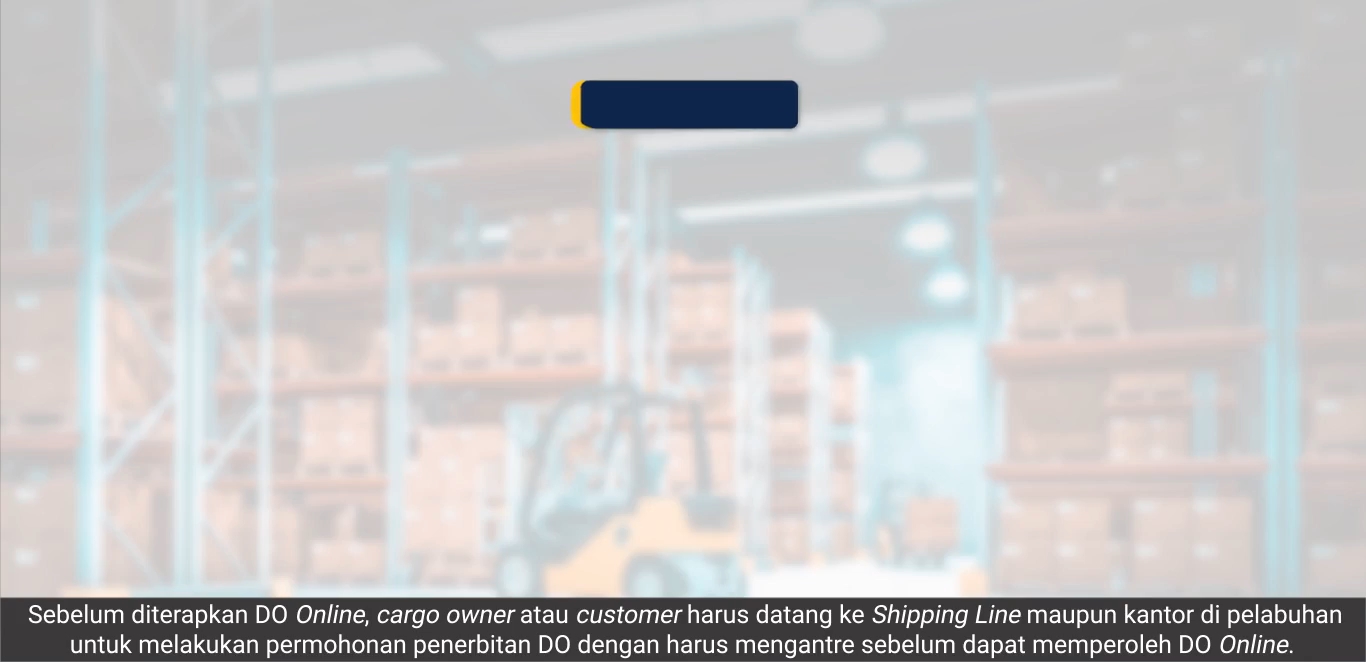 Sebelum diterapkan DO Online, cargo owner atau customer harus datang ke Shipping Line maupun kantor di pelabuhan
untuk melakukan permohonan penerbitan DO dengan harus mengantre sebelum dapat memperoleh DO Online.